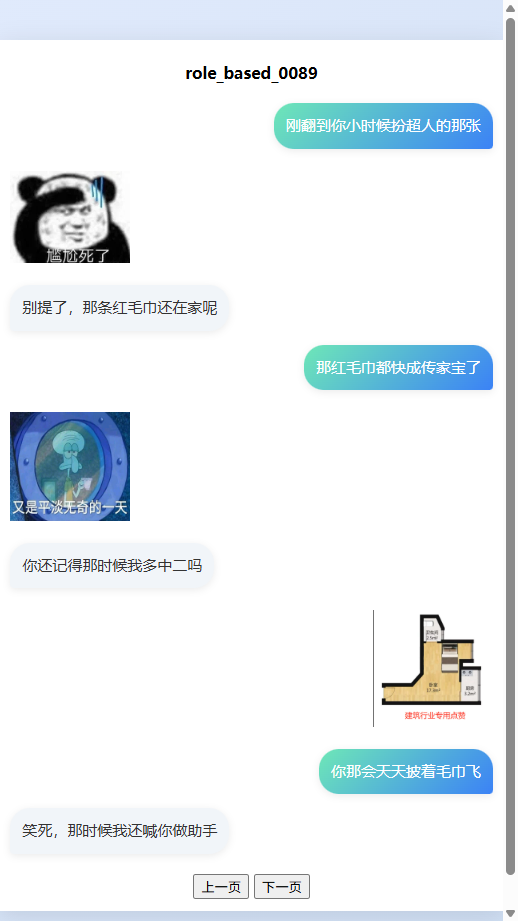 role_based_0089
刚翻到你小时候扮超人的那张
尴尬死了
别提了，那条红毛巾还在家呢
那红毛巾都快成传家宝了
又是平淡无奇的一天
你还记得那时候我多中二吗
建筑行业专用点赞
你那会天天披着毛巾飞
笑死，那时候我还喊你做助手
上一页
下一页